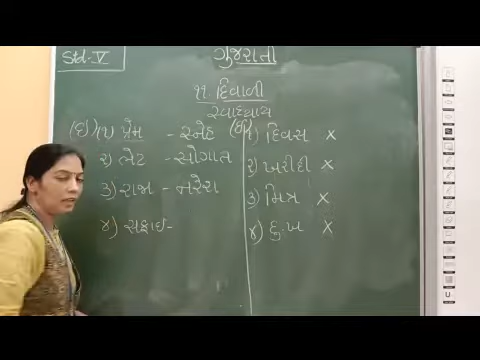 Std.-V
ગુજરાતી
૧૧ દિવાળી
સ્વાધ્યાય
(ઇ) ૧) પ્રેમ - સ્નેહ
૨) ભેટ - સોગાત
૩) રાજા - નરેશ
૪) સફાઇ-
(ઈ) ૧) દિવસ x
૨) ખરીદી x
૩) મિત્ર x
૪) દુઃખ x